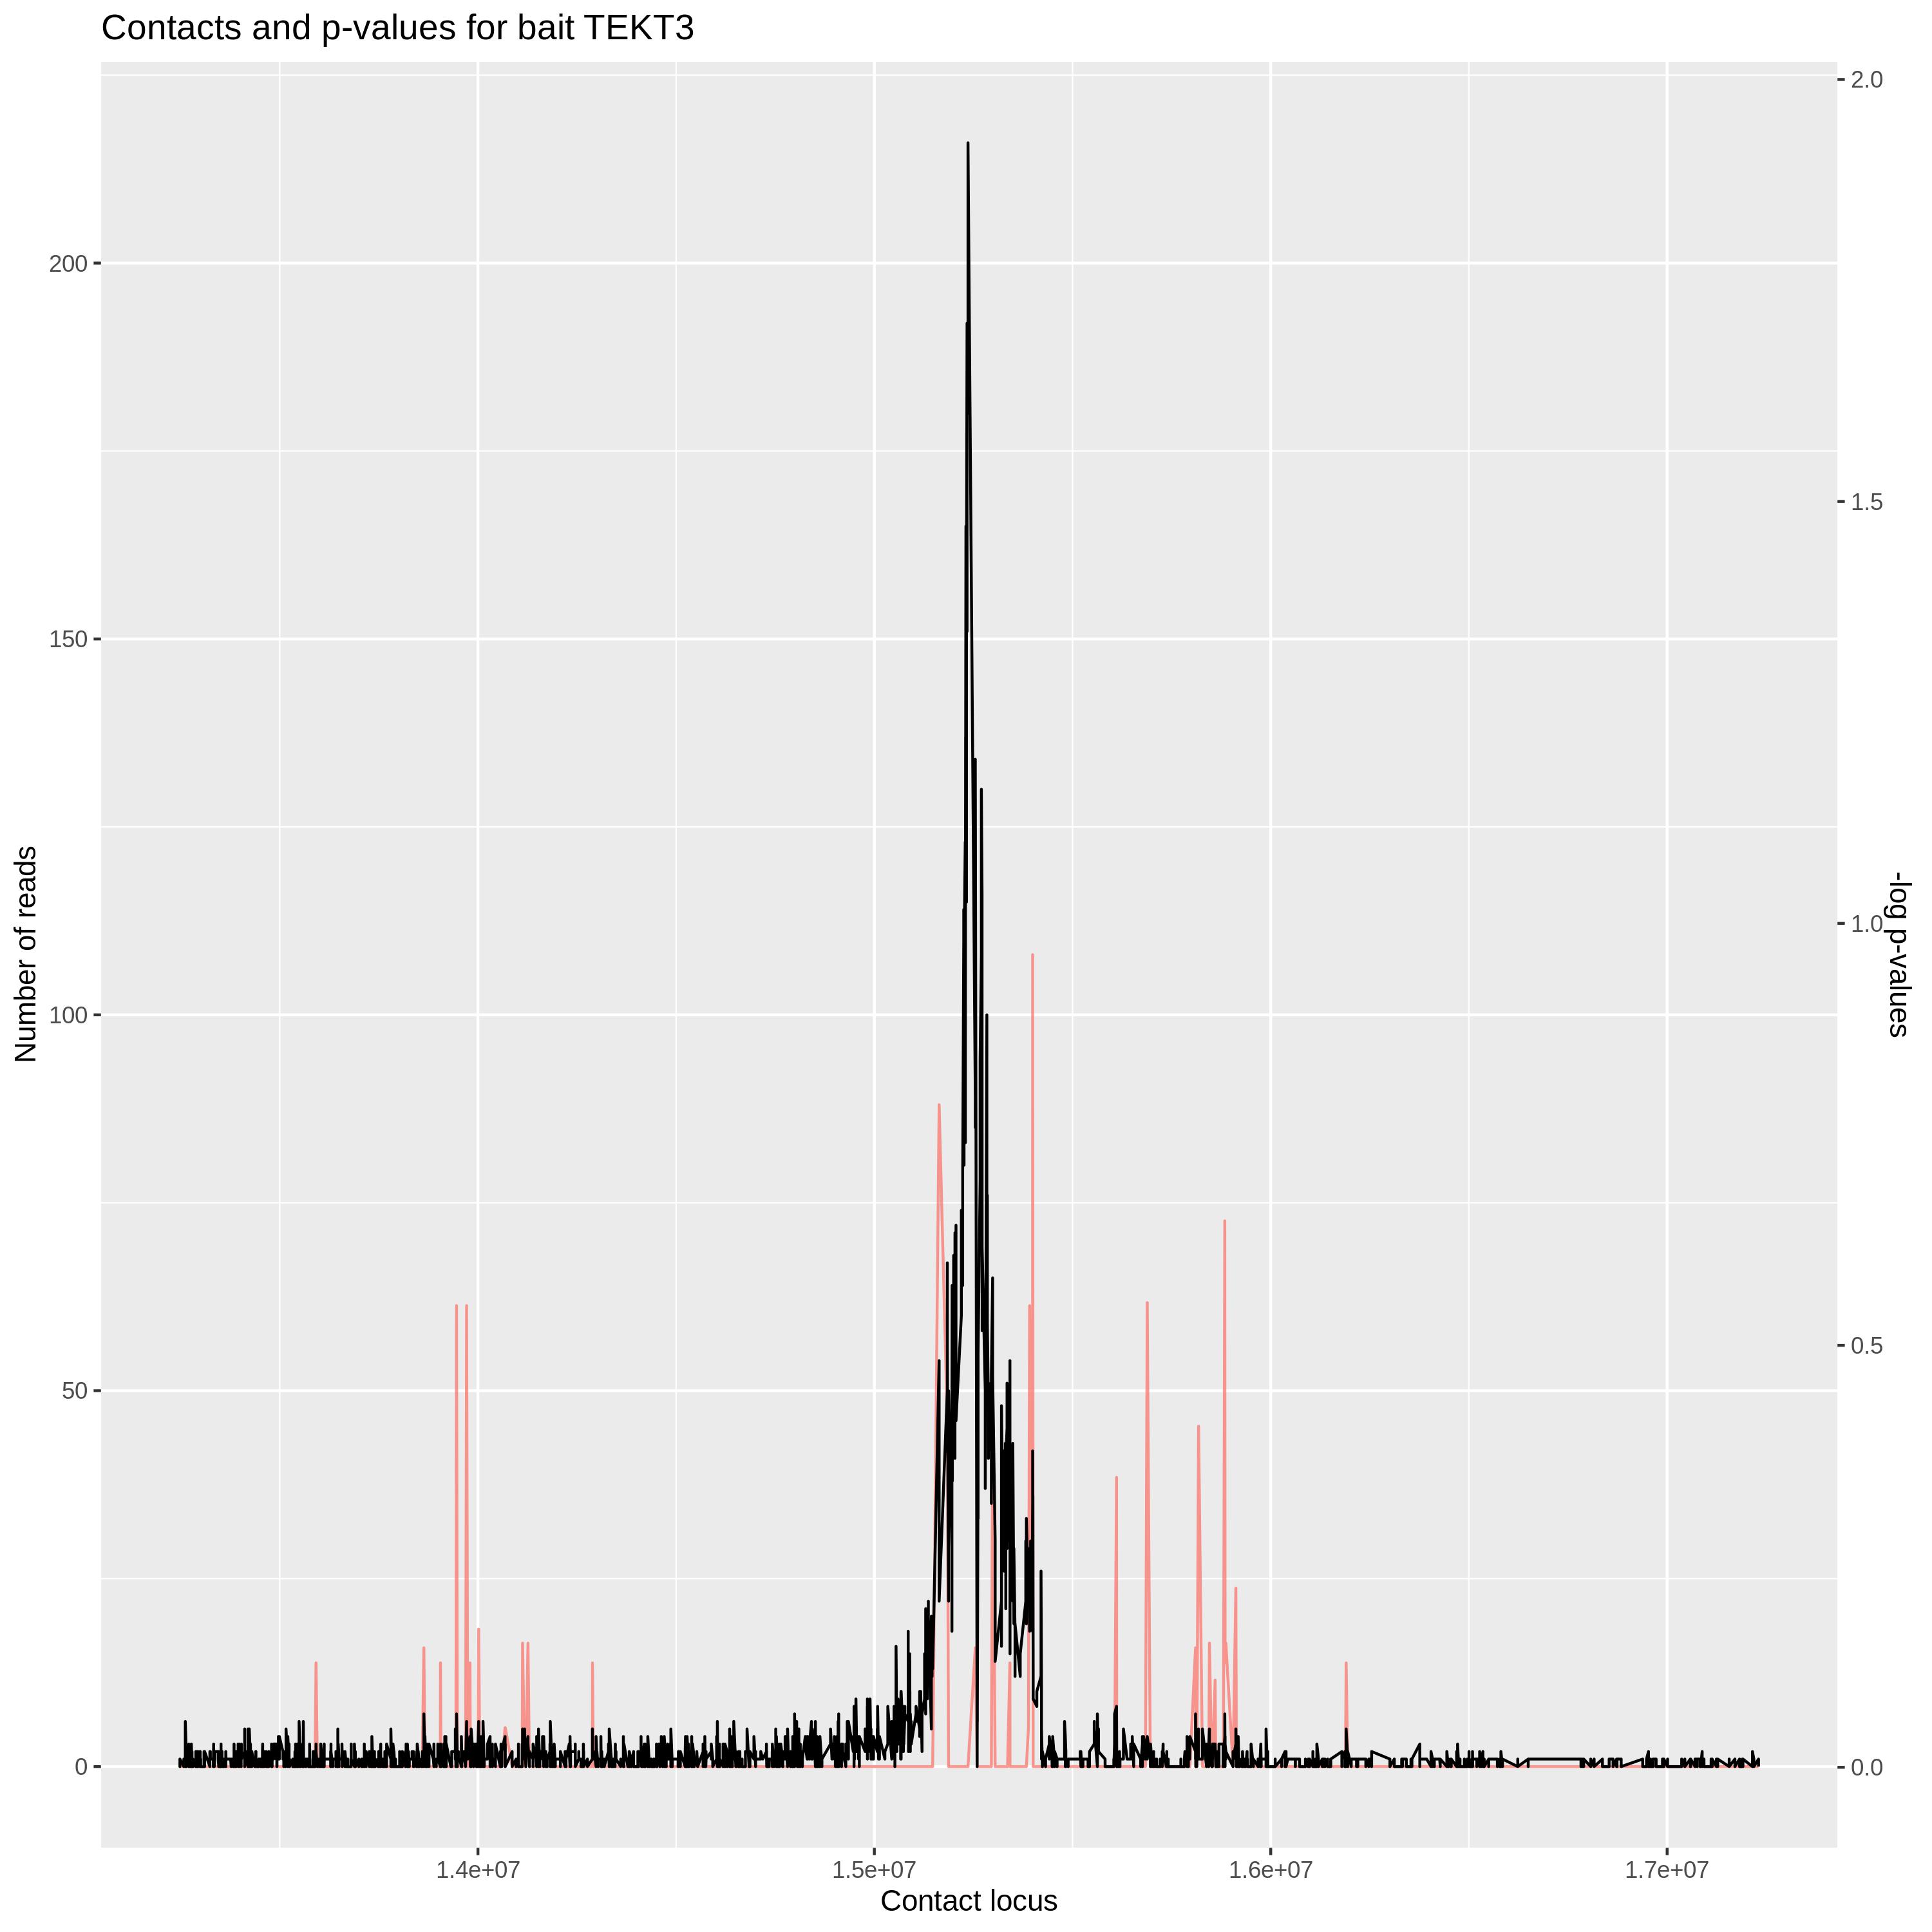 Contacts and p-values for bait TEKT3
200
150
100
50
0
Number of reads
2.0
1.5
1.0
0.5
0.0
-log p-values
1.4e+07
1.5e+07
1.6e+07
1.7e+07
Contact locus